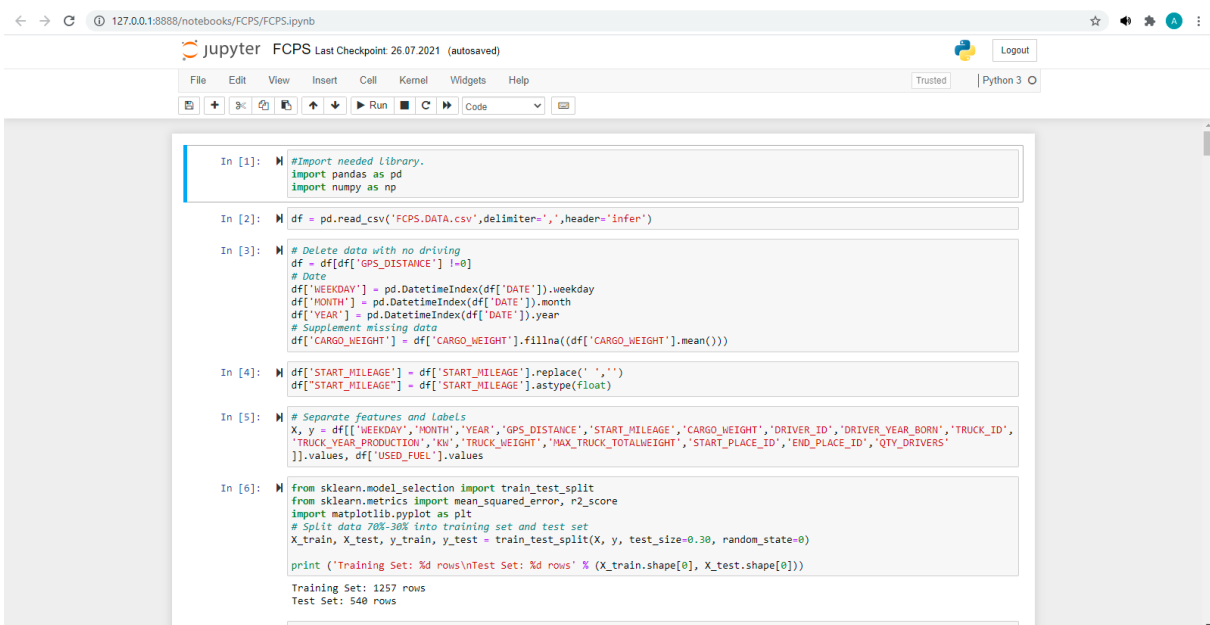 127.0.0.1:8888/notebooks/FCPS/FCPS.ipynb
A
jupyter FCPS Last Checkpoint: 26.07.2021 (autosaved)
Logout
File Edit View Insert Cell Kernel Widgets Help
Trusted Python 3
Run Code
In [1]: #Import needed library.
import pandas as pd
import numpy as np
In [2]: df = pd.read_csv('FCPS.DATA.csv',delimiter=',',header='infer')
In [3]: # Delete data with no driving
df = df[df['GPS_DISTANCE'] !=0]
# Date
df['WEEKDAY'] = pd.DatetimeIndex(df['DATE']).weekday
df['MONTH'] = pd.DatetimeIndex(df['DATE']).month
df['YEAR'] = pd.DatetimeIndex(df['DATE']).year
# Supplement missing data
df['CARGO_WEIGHT'] = df['CARGO_WEIGHT'].fillna((df['CARGO_WEIGHT'].mean()))
In [4]: df['START_MILEAGE'] = df['START_MILEAGE'].replace(' ','')
df["START_MILEAGE"] = df['START_MILEAGE'].astype(float)
In [5]: # Separate features and labels
X, y = df[['WEEKDAY','MONTH','YEAR','GPS_DISTANCE','START_MILEAGE','CARGO_WEIGHT','DRIVER_ID','DRIVER_YEAR_BORN','TRUCK_ID',
'TRUCK_YEAR_PRODUCTION','KW','TRUCK_WEIGHT','MAX_TRUCK_TOTALWEIGHT','START_PLACE_ID','END_PLACE_ID','QTY_DRIVERS'
]].values, df['USED_FUEL'].values
In [6]: from sklearn.model_selection import train_test_split
from sklearn.metrics import mean_squared_error, r2_score
import matplotlib.pyplot as plt
# Split data 70%-30% into training set and test set
X_train, X_test, y_train, y_test = train_test_split(X, y, test_size=0.30, random_state=0)
print ('Training Set: %d rows\nTest Set: %d rows' % (X_train.shape[0], X_test.shape[0]))
Training Set: 1257 rows
Test Set: 540 rows